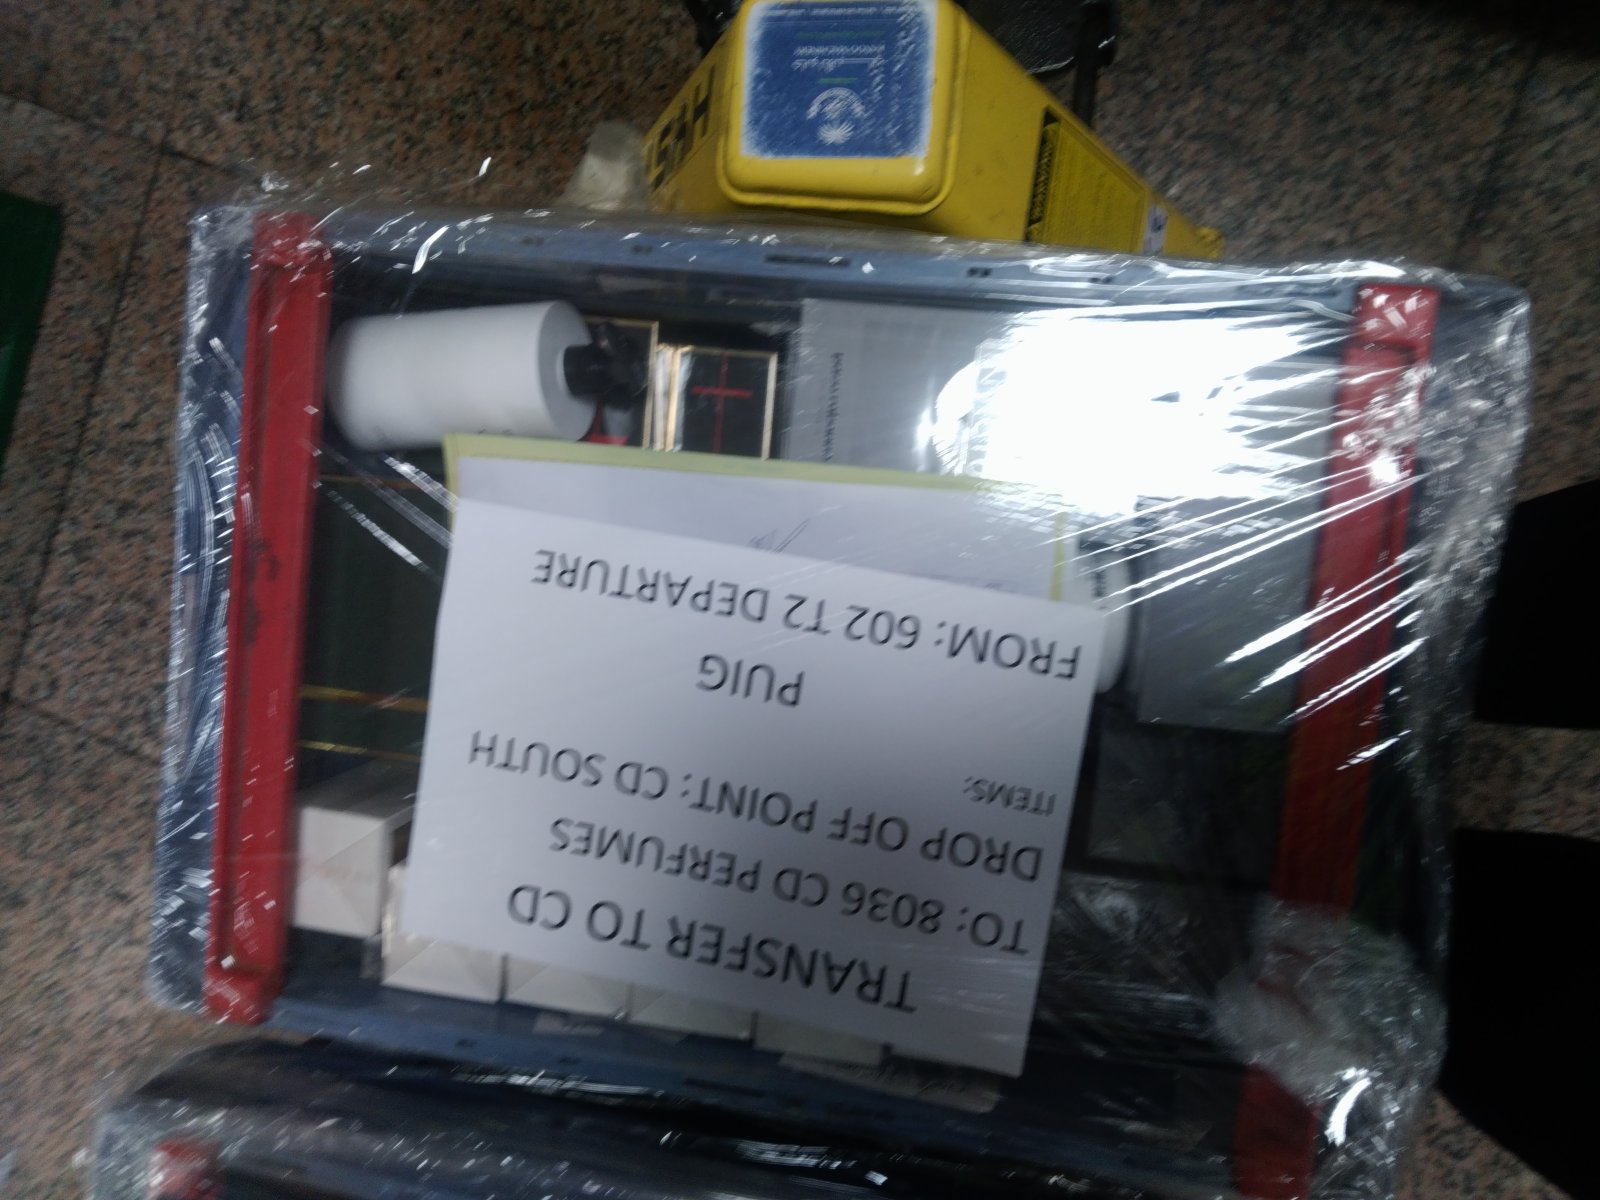 TRANSFER TO CD
TO: 8036 CD PERFUMES
DROP OFF POINT: CD SOUTH
ITEMS:
PUIG
FROM: 602 T2 DEPARTURE